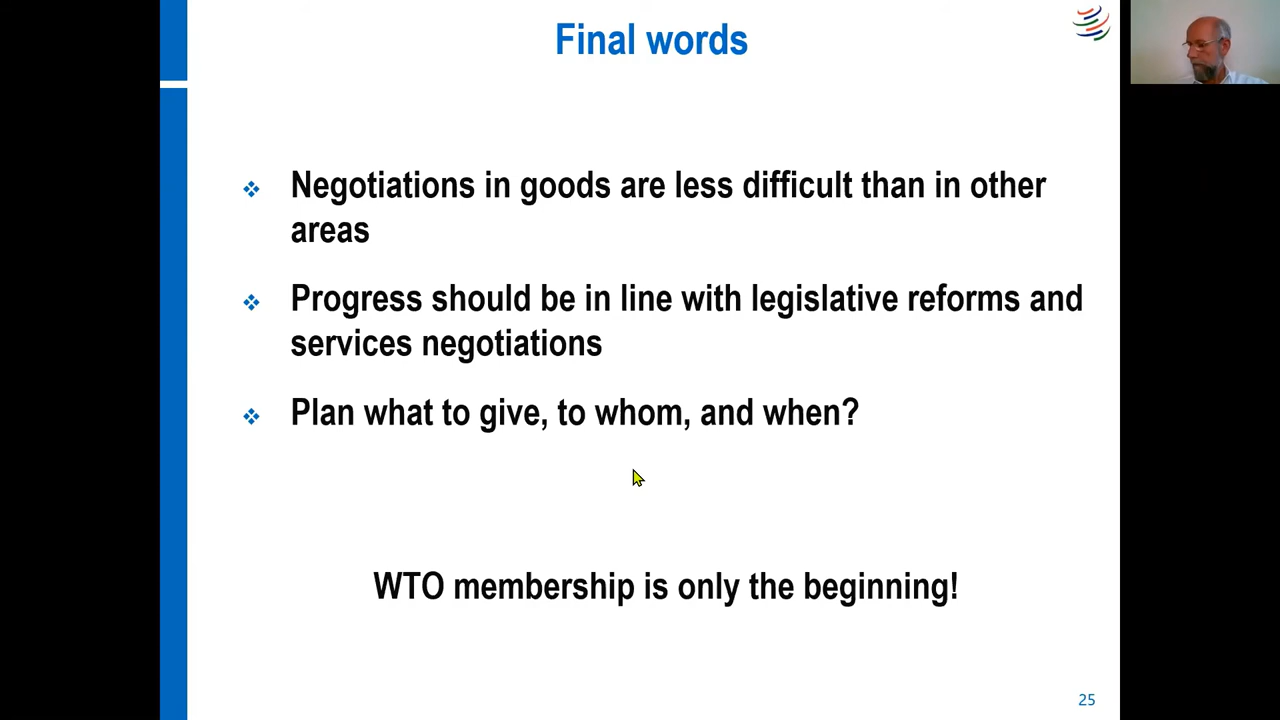 Final words
❖ Negotiations in goods are less difficult than in other
areas
❖ Progress should be in line with legislative reforms and
services negotiations
❖ Plan what to give, to whom, and when?
WTO membership is only the beginning!
25